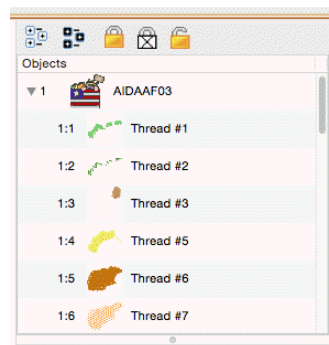 Objects
1 AIDAAF03
1:1 Thread #1
1:2 Thread #2
1:3 Thread #3
1:4 Thread #5
1:5 Thread #6
1:6 Thread #7